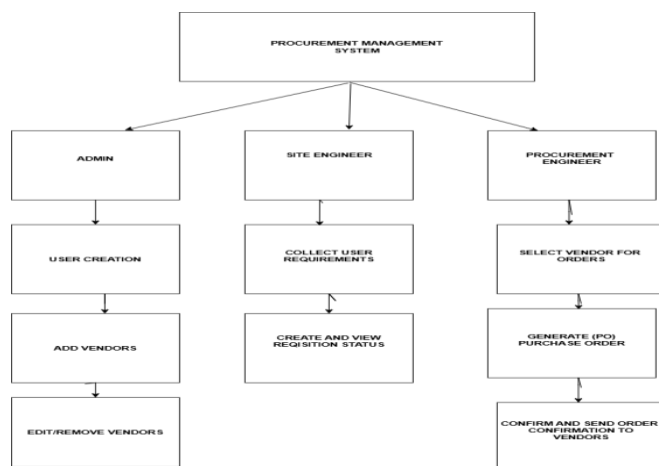 PROCUREMENT MANAGEMENT
SYSTEM
ADMIN
SITE ENGINEER
PROCUREMENT
ENGINEER
USER CREATION
COLLECT USER
REQUIREMENTS
SELECT VENDOR FOR
ORDERS
ADD VENDORS
CREATE AND VIEW
REQISITION STATUS
GENERATE (PO)
PURCHASE ORDER
EDIT/REMOVE VENDORS
CONFIRM AND SEND ORDER
CONFIRMATION TO
VENDORS